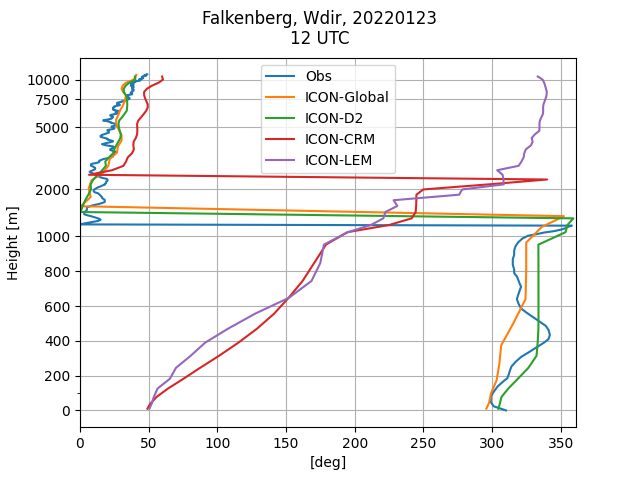 Falkenberg, Wdir, 20220123
12 UTC
Obs
ICON-Global
ICON-D2
ICON-CRM
ICON-LEM
10000
7500
5000
2000
1000
800
600
400
200
0
Height [m]
0 50 100 150 200 250 300 350
[deg]